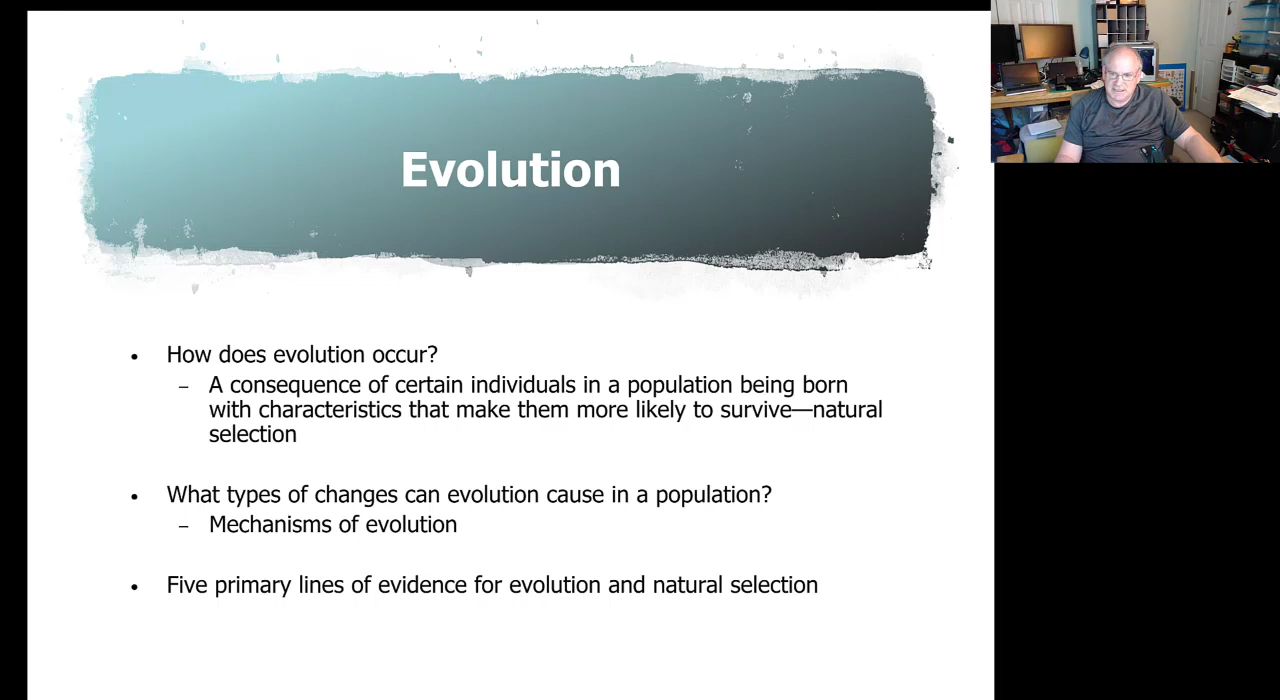 Evolution
• How does evolution occur?
– A consequence of certain individuals in a population being born
with characteristics that make them more likely to survive—natural
selection
• What types of changes can evolution cause in a population?
– Mechanisms of evolution
• Five primary lines of evidence for evolution and natural selection